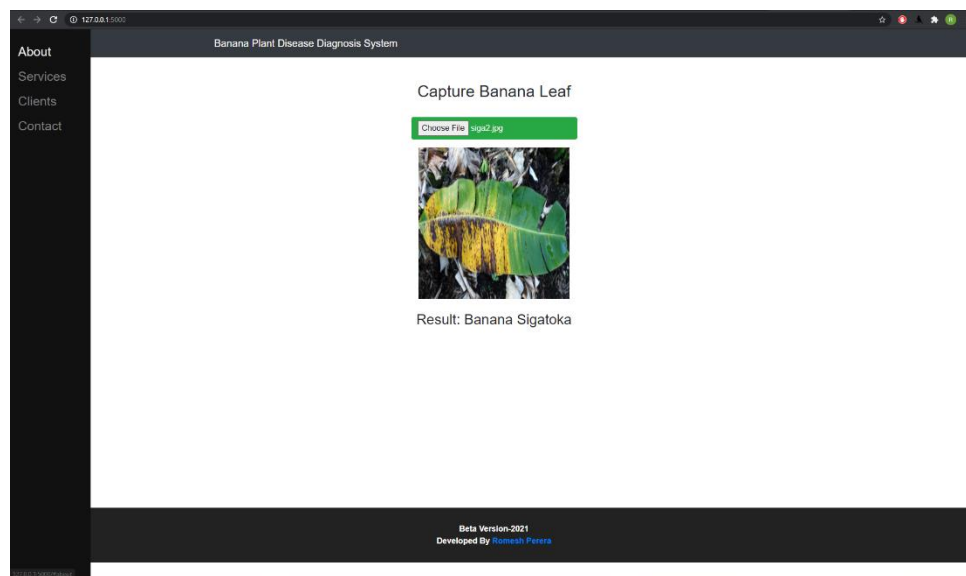 127.0.0.1:5000
About
Services
Clients
Contact
Banana Plant Disease Diagnosis System
Capture Banana Leaf
Choose File siga2.jpg
Result: Banana Sigatoka
Beta Version-2021
Developed By Romesh Perera